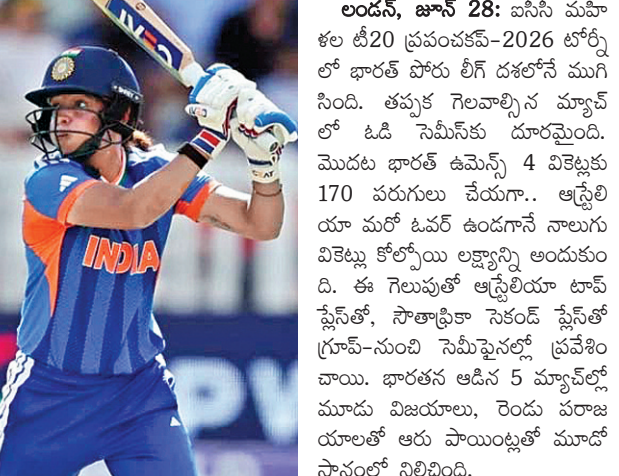 IVEO
INDIA
లండన్, జూన్ 28: ఐసిసి మహి
ళల టీ20 ప్రపంచకప్-2026 టోర్నీ
లో భారత్ పోరు లీగ్ దశలోనే ముగి
సింది. తప్పక గెలవాల్సిన మ్యాచ్
లో ఓడి సెమీస్‌కు దూరమైంది.
మొదట భారత్ ఉమెన్స్ 4 వికెట్లకు
170 పరుగులు చేయగా.. ఆస్ట్రేలి
యా మరో ఓవర్ ఉండగానే నాలుగు
వికెట్లు కోల్పోయి లక్ష్యాన్ని అందుకుం
ది. ఈ గెలుపుతో ఆస్ట్రేలియా టాప్
ప్లేస్‌తో, సౌతాఫ్రికా సెకండ్ ప్లేస్‌తో
గ్రూప్-నుంచి సెమీఫైనల్లో ప్రవేశిం
చాయి. భారతన ఆడిన 5 మ్యాచ్‌ల్లో
మూడు విజయాలు, రెండు పరాజ
యాలతో ఆరు పాయింట్లతో మూడో
స్థానంలో నిలిచింది.